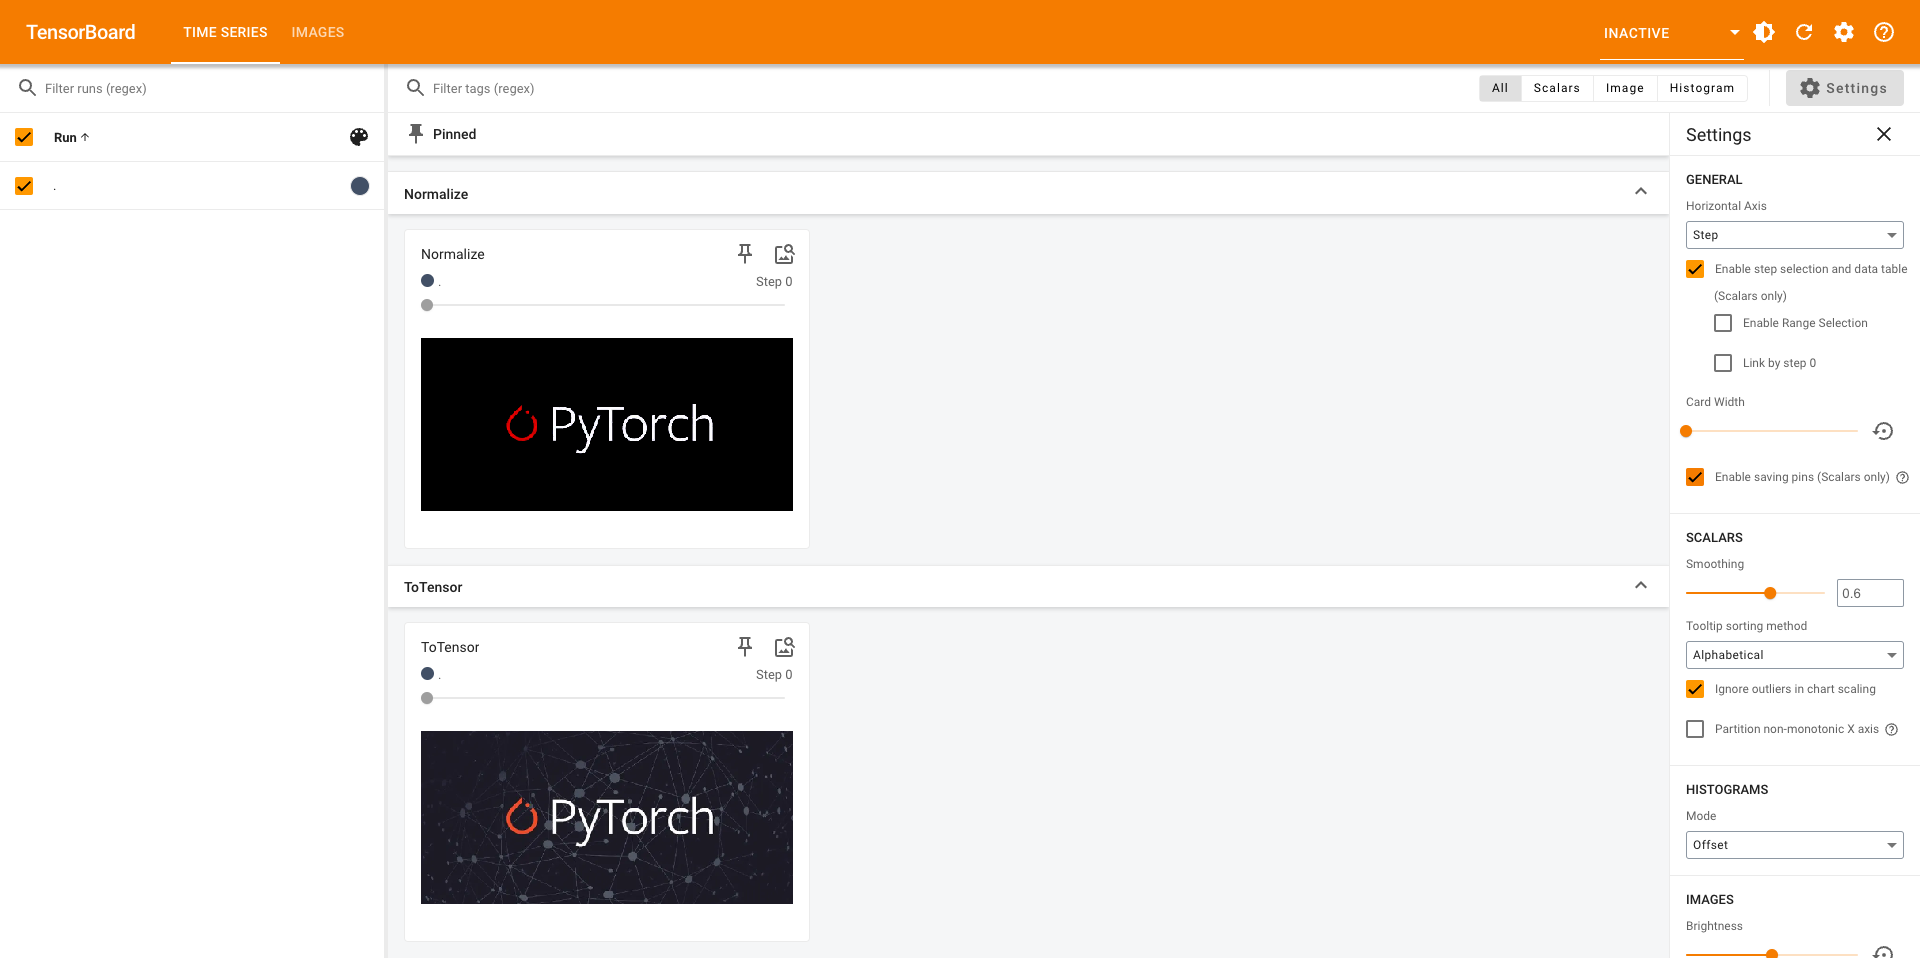 TensorBoard
TIME SERIES
IMAGES
INACTIVE
Filter runs (regex)
Run
.
Filter tags (regex)
All
Scalars
Image
Histogram
Settings
Pinned
Normalize
Normalize
.
Step 0
PyTorch
ToTensor
ToTensor
.
Step 0
PyTorch
Settings
GENERAL
Horizontal Axis
Step
Enable step selection and data table
(Scalars only)
Enable Range Selection
Link by step 0
Card Width
Enable saving pins (Scalars only)
SCALARS
Smoothing
0.6
Tooltip sorting method
Alphabetical
Ignore outliers in chart scaling
Partition non-monotonic X axis
HISTOGRAMS
Mode
Offset
IMAGES
Brightness